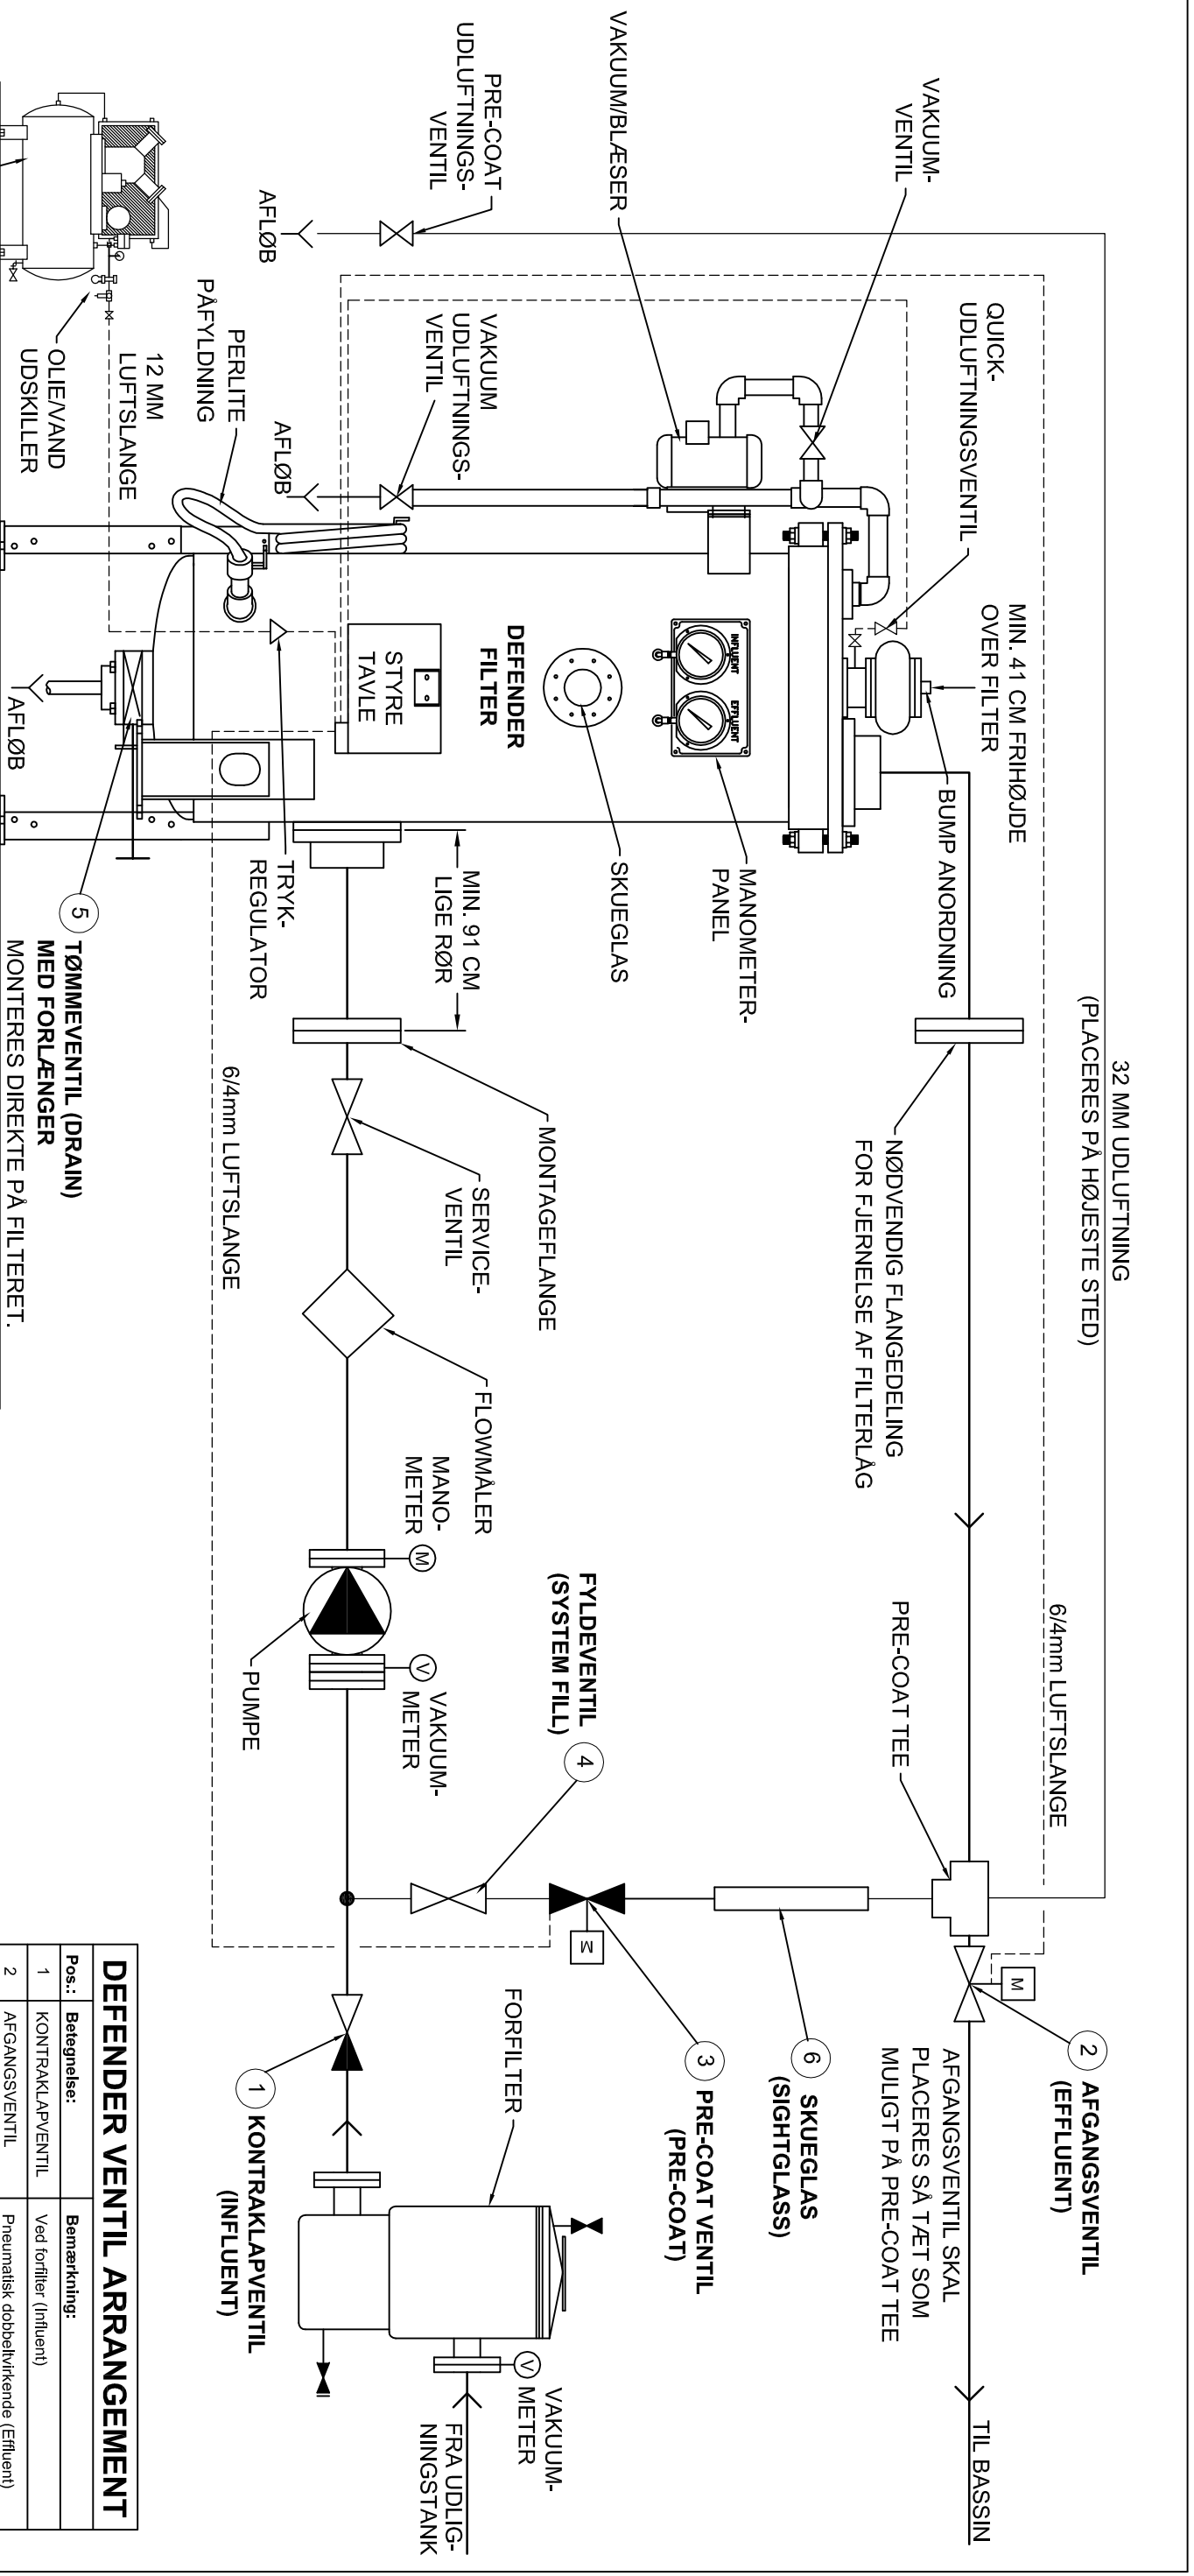 32 MM UDLUFTNING
(PLACERES PÅ HØJESTE STED)
VAKUUM-
VENTIL
VAKUUM/BLÆSER
PRE-COAT
UDLUFTNINGS-
VENTIL
AFLØB
QUICK-
UDLUFTNINGSVENTIL
MIN. 41 CM FRIHØJDE
OVER FILTER
BUMP ANORDNING
NØDVENDIG FLANGEDELING
FOR FJERNELSE AF FILTERLÅG
6/4mm LUFTSLANGE
PRE-COAT TEE
M
2
AFGANGSVENTIL
(EFFLUENT)
AFGANGSVENTIL SKAL
PLACERES SÅ TÆT SOM
MULIGT PÅ PRE-COAT TEE
TIL BASSIN
INFLUENT
EFFLUENT
MANOMETER-
PANEL
SKUEGLAS
DEFENDER
FILTER
STYRE
TAVLE
VAKUUM
UDLUFTNINGS-
VENTIL
AFLØB
PERLITE
PÅFYLDNING
12 MM
LUFTSLANGE
OLIE/VAND
UDSKILLER
AFLØB
MIN. 91 CM
LIGE RØR
TRYK-
REGULATOR
MONTAGEFLANGE
SERVICE-
VENTIL
FLOWMÅLER
MANO-
METER
M
PUMPE
V
VAKUUM-
METER
FYLDEVENTIL
(SYSTEM FILL)
4
M
3
PRE-COAT VENTIL
(PRE-COAT)
6
SKUEGLAS
(SIGHTGLASS)
FORFILTER
V
VAKUUM-
METER
FRA UDLIG-
NINGSTANK
1
KONTRAKLAPVENTIL
(INFLUENT)
6/4mm LUFTSLANGE
5
TØMMEVENTIL (DRAIN)
MED FORLÆNGER
MONTERES DIREKTE PÅ FILTERET.
DEFENDER VENTIL ARRANGEMENT
Pos.: Betegnelse: Bemærkning:
1 KONTRAKLAPVENTIL Ved forfilter (Influent)
2 AFGANGSVENTIL Pneumatisk dobbeltvirkende (Effluent)